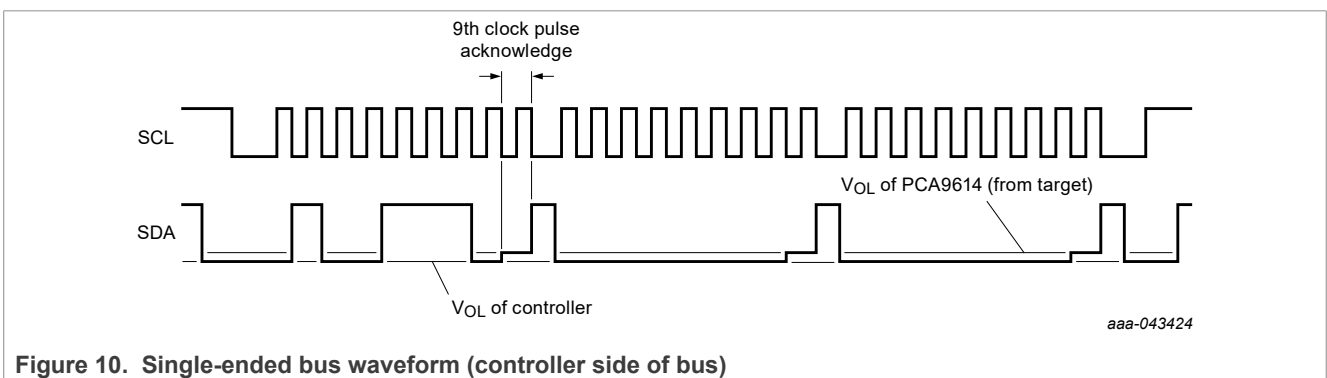 9th clock pulse
acknowledge
SCL
VOL of PCA9614 (from target)
SDA
VOL of controller
aaa-043424
Figure 10. Single-ended bus waveform (controller side of bus)